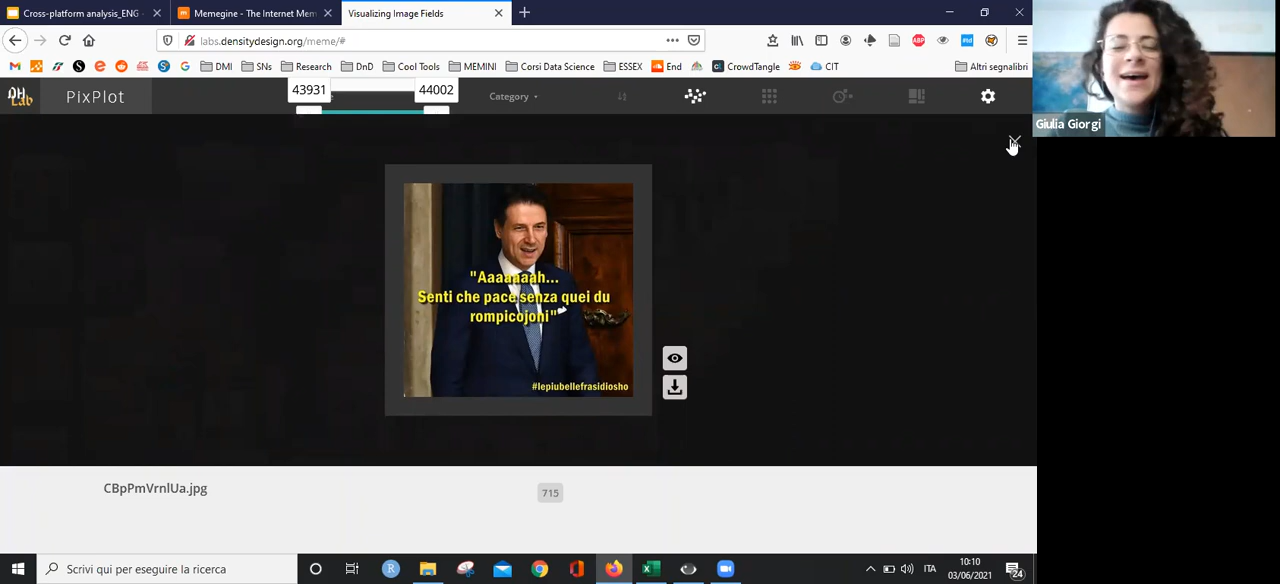 Cross-platform analysis_ENG
Memegine - The Internet Mem
Visualizing Image Fields
labs.densitydesign.org/meme/#
DMI
SNs
Research
DnD
Cool Tools
MEMINI
Corsi Data Science
ESSEX
End
CrowdTangle
CIT
Altri segnalibri
DH Lab
PixPlot
43931
44002
Category
Giulia Giorgi
"Aaaaaaah...
Senti che pace senza quei du
rompicojoni"
#lepiubellefrasidiosho
CBpPmVrnlUa.jpg
715
Scrivi qui per eseguire la ricerca
ITA
10:10
03/06/2021
24